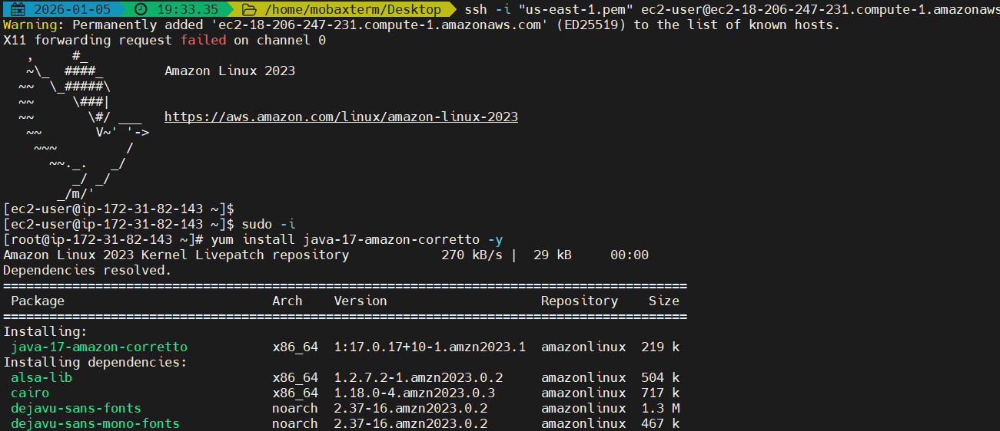 2026-01-05 19:33.35 /home/mobaxterm/Desktop ssh -i "us-east-1.pem" ec2-user@ec2-18-206-247-231.compute-1.amazonaws
Warning: Permanently added 'ec2-18-206-247-231.compute-1.amazonaws.com' (ED25519) to the list of known hosts.
X11 forwarding request failed on channel 0
   ,     #_
   ~\_  ####_        Amazon Linux 2023
  ~~  \_#####\
  ~~     \###|
  ~~       \#/ ___   https://aws.amazon.com/linux/amazon-linux-2023
   ~~       V~' '->
    ~~~         /
      ~~._.   _/
         _/ _/
       _/m/'
[ec2-user@ip-172-31-82-143 ~]$
[ec2-user@ip-172-31-82-143 ~]$ sudo -i
[root@ip-172-31-82-143 ~]# yum install java-17-amazon-corretto -y
Amazon Linux 2023 Kernel Livepatch repository            270 kB/s |  29 kB     00:00
Dependencies resolved.
=========================================================================================
 Package                           Arch    Version                    Repository    Size
=========================================================================================
Installing:
 java-17-amazon-corretto           x86_64  1:17.0.17+10-1.amzn2023.1  amazonlinux  219 k
Installing dependencies:
 alsa-lib                          x86_64  1.2.7.2-1.amzn2023.0.2     amazonlinux  504 k
 cairo                             x86_64  1.18.0-4.amzn2023.0.3      amazonlinux  717 k
 dejavu-sans-fonts                 noarch  2.37-16.amzn2023.0.2       amazonlinux  1.3 M
 dejavu-sans-mono-fonts            noarch  2.37-16.amzn2023.0.2       amazonlinux  467 k